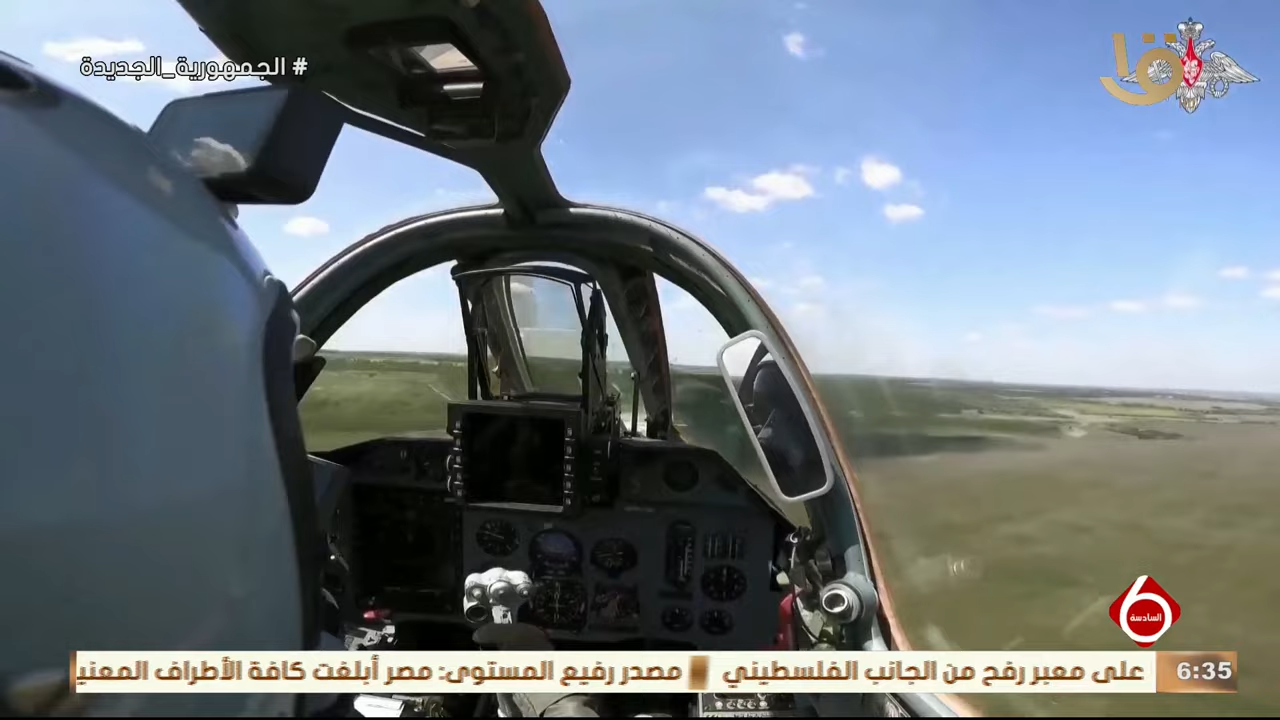 # الجمهورية_الجديدة
ق
السادسة
على معبر رفح من الجانب الفلسطيني مصدر رفيع المستوى: مصر أبلغت كافة الأطراف المعني
6:35